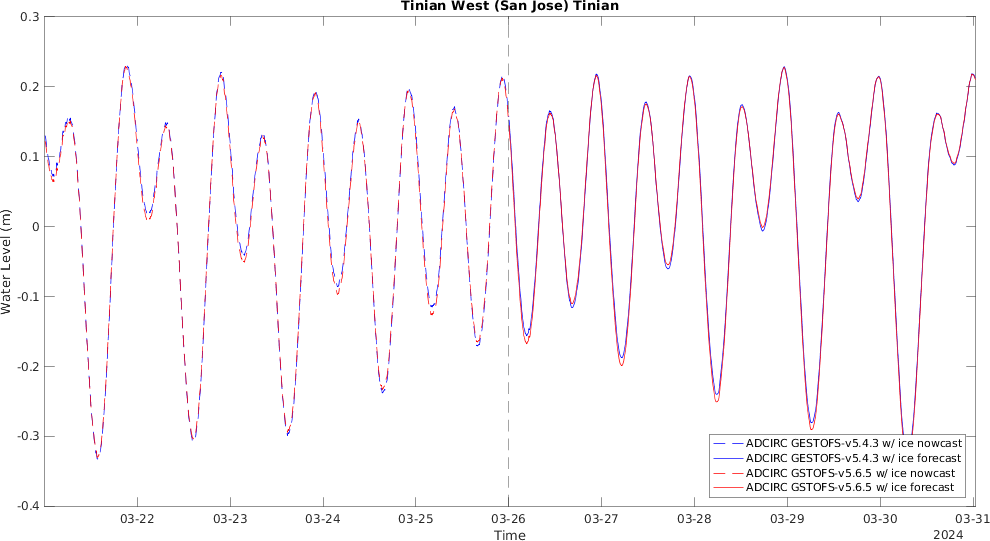 Tinian West (San Jose) Tinian
0.3
0.2
0.1
0
-0.1
-0.2
-0.3
-0.4
Water Level (m)
ADCIRC GESTOFS-v5.4.3 w/ ice nowcast
ADCIRC GESTOFS-v5.4.3 w/ ice forecast
ADCIRC GSTOFS-v5.6.5 w/ ice nowcast
ADCIRC GSTOFS-v5.6.5 w/ ice forecast
03-22 03-23 03-24 03-25 03-26 03-27 03-28 03-29 03-30 03-31
Time
2024